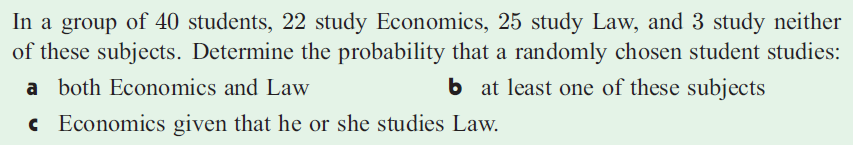 In a group of 40 students, 22 study Economics, 25 study Law, and 3 study neither
of these subjects. Determine the probability that a randomly chosen student studies:
a both Economics and Law b at least one of these subjects
c Economics given that he or she studies Law.